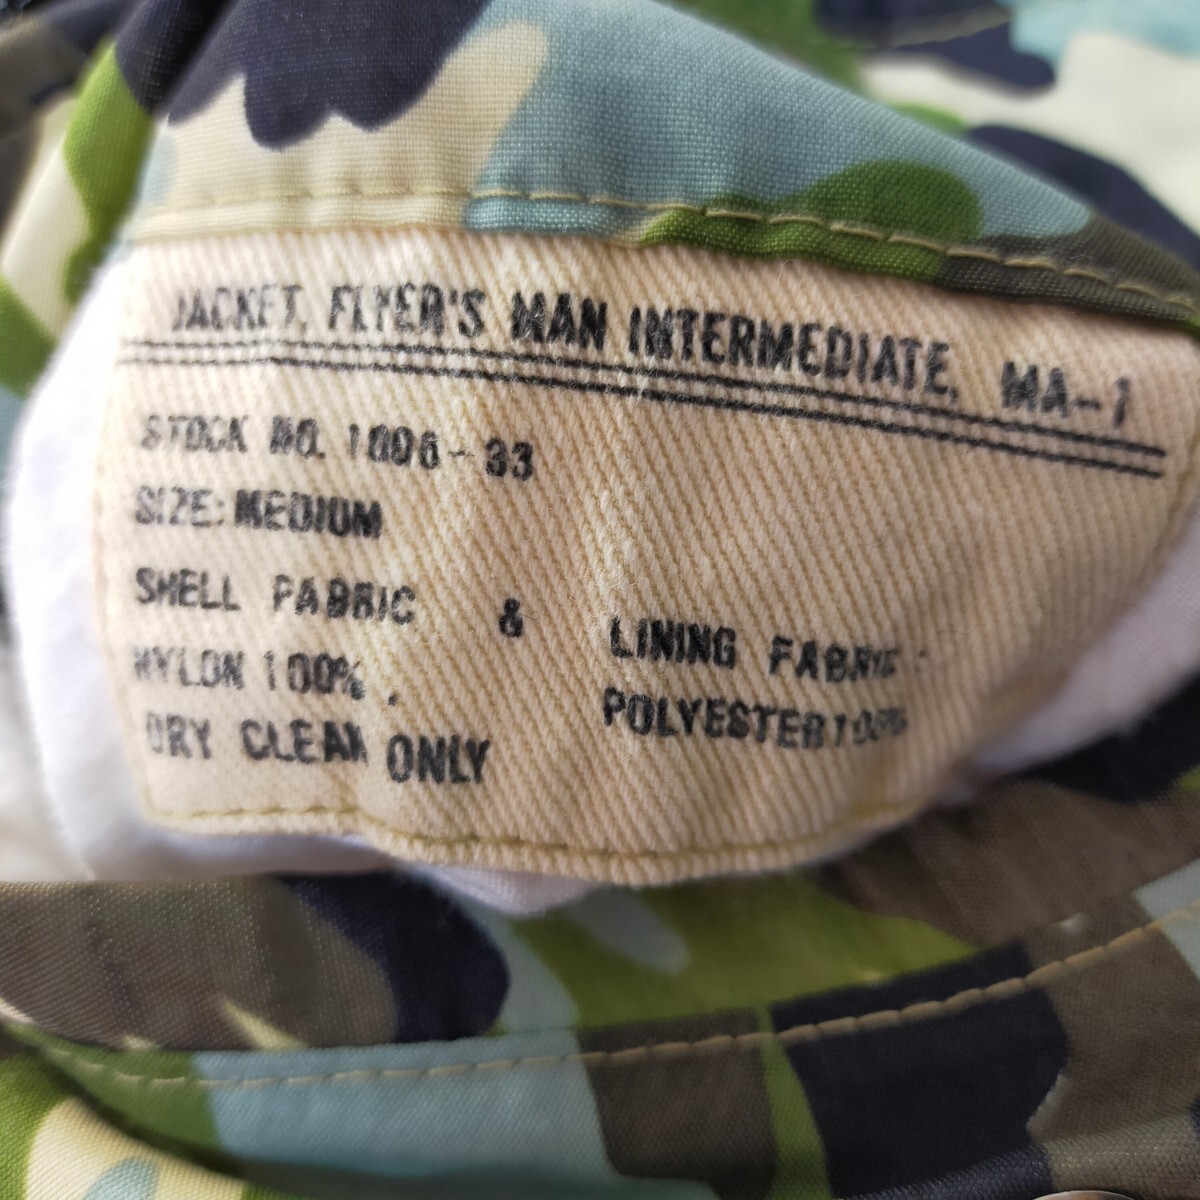 JACKET, FLYER'S MAN INTERMEDIATE, MA-1
STOCK NO. 1006-33
SIZE: MEDIUM
SHELL FABRIC & LINING FABRIC :
NYLON 100%. POLYESTER 100%
DRY CLEAN ONLY